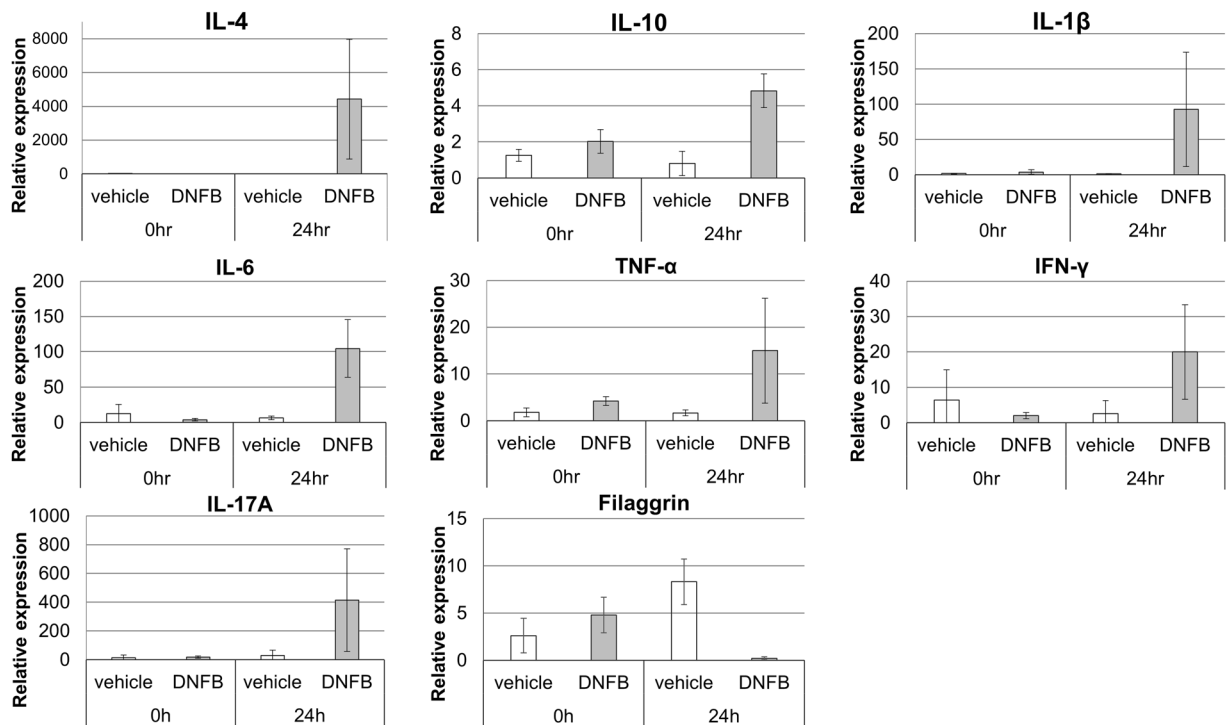 IL-4
Relative expression
8000
6000
4000
2000
0
vehicle DNFB vehicle DNFB
0hr 24hr
IL-10
Relative expression
8
6
4
2
0
vehicle DNFB vehicle DNFB
0hr 24hr
IL-1β
Relative expression
200
150
100
50
0
vehicle DNFB vehicle DNFB
0hr 24hr
IL-6
Relative expression
200
150
100
50
0
vehicle DNFB vehicle DNFB
0hr 24hr
TNF-α
Relative expression
30
20
10
0
vehicle DNFB vehicle DNFB
0hr 24hr
IFN-γ
Relative expression
40
30
20
10
0
vehicle DNFB vehicle DNFB
0hr 24hr
IL-17A
Relative expression
1000
800
600
400
200
0
vehicle DNFB vehicle DNFB
0h 24h
Filaggrin
Relative expression
15
10
5
0
vehicle DNFB vehicle DNFB
0h 24h